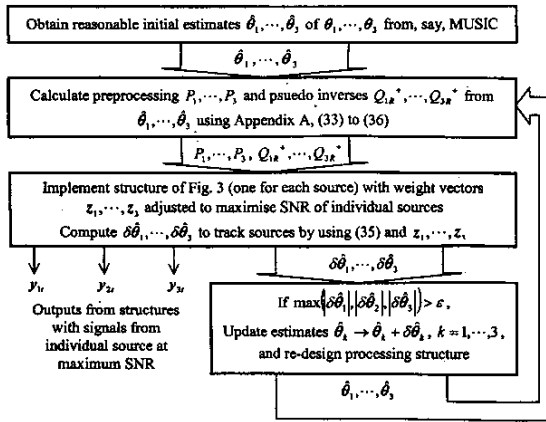 Obtain reasonable initial estimates θ̂₁,⋯,θ̂₃ of θ₁,⋯,θ₃ from, say, MUSIC
θ̂₁,⋯,θ̂₃
Calculate preprocessing P₁,⋯,P₃ and psuedo inverses Q₁R⁺,⋯,Q₃R⁺ from
θ̂₁,⋯,θ̂₃ using Appendix A, (33) to (36)
P₁,⋯,P₃, Q₁R⁺,⋯,Q₃R⁺
Implement structure of Fig. 3 (one for each source) with weight vectors
z₁,⋯,z₃ adjusted to maximise SNR of individual sources
Compute δθ̂₁,⋯,δθ̂₃ to track sources by using (35) and z₁,⋯,z₃
δθ̂₁,⋯,δθ̂₃
y₁ₜ y₂ₜ y₃ₜ
Outputs from structures
with signals from
individual source at
maximum SNR
If max(|δθ̂₁|,|δθ̂₂|,|δθ̂₃|)> ε,
Update estimates θ̂ₖ → θ̂ₖ + δθ̂ₖ, k = 1,⋯,3,
and re-design processing structure
θ̂₁,⋯,θ̂₃